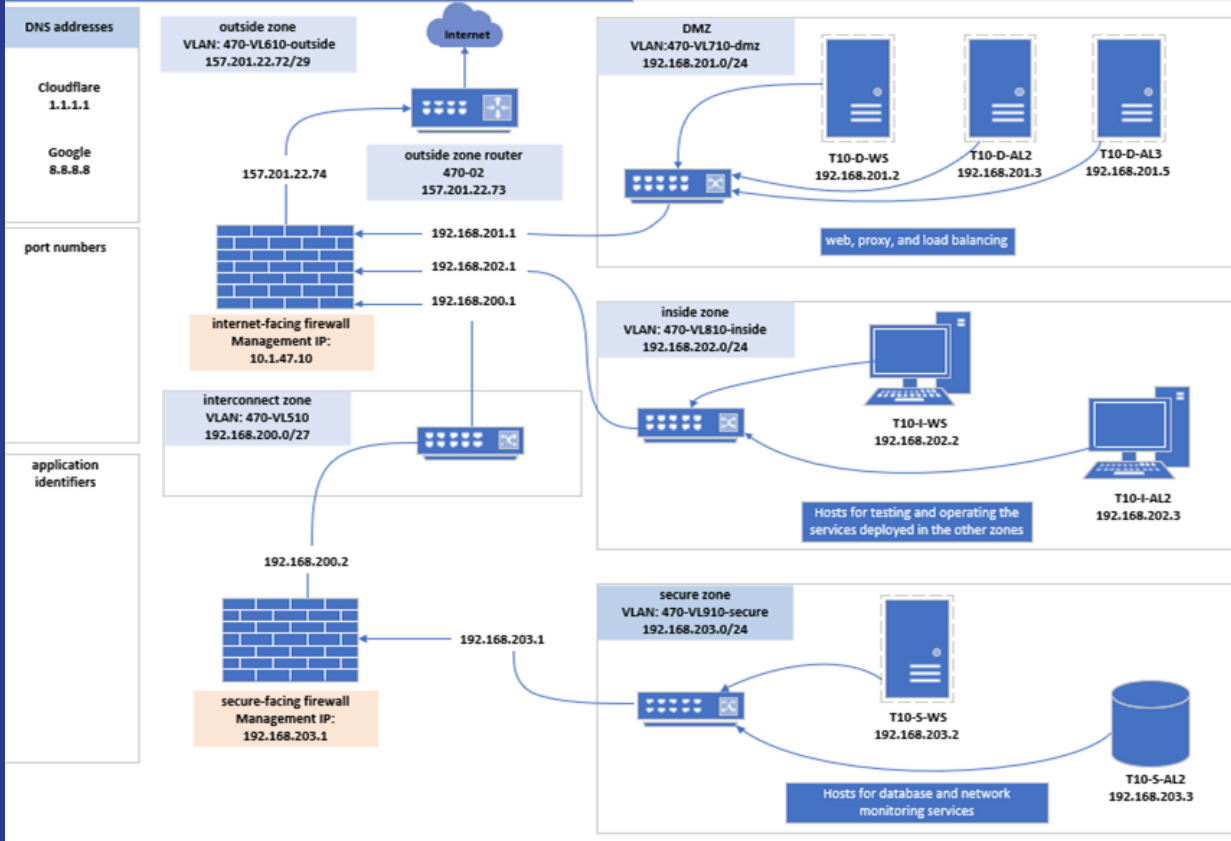 DNS addresses
Cloudflare
1.1.1.1
Google
8.8.8.8
port numbers
application
identifiers
outside zone
VLAN: 470-VL610-outside
157.201.22.72/29
Internet
outside zone router
470-02
157.201.22.73
157.201.22.74
192.168.201.1
192.168.202.1
192.168.200.1
internet-facing firewall
Management IP:
10.1.47.10
interconnect zone
VLAN: 470-VL510
192.168.200.0/27
192.168.200.2
secure-facing firewall
Management IP:
192.168.203.1
192.168.203.1
DMZ
VLAN:470-VL710-dmz
192.168.201.0/24
T10-D-WS
192.168.201.2
T10-D-AL2
192.168.201.3
T10-D-AL3
192.168.201.5
web, proxy, and load balancing
inside zone
VLAN: 470-VL810-inside
192.168.202.0/24
T10-I-WS
192.168.202.2
T10-I-AL2
192.168.202.3
Hosts for testing and operating the
services deployed in the other zones
secure zone
VLAN: 470-VL910-secure
192.168.203.0/24
T10-S-WS
192.168.203.2
T10-S-AL2
192.168.203.3
Hosts for database and network
monitoring services